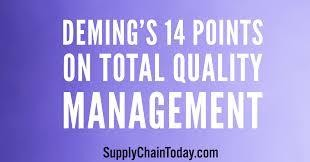 DEMING'S 14 POINTS
ON TOTAL QUALITY
MANAGEMENT
SupplyChainToday.com